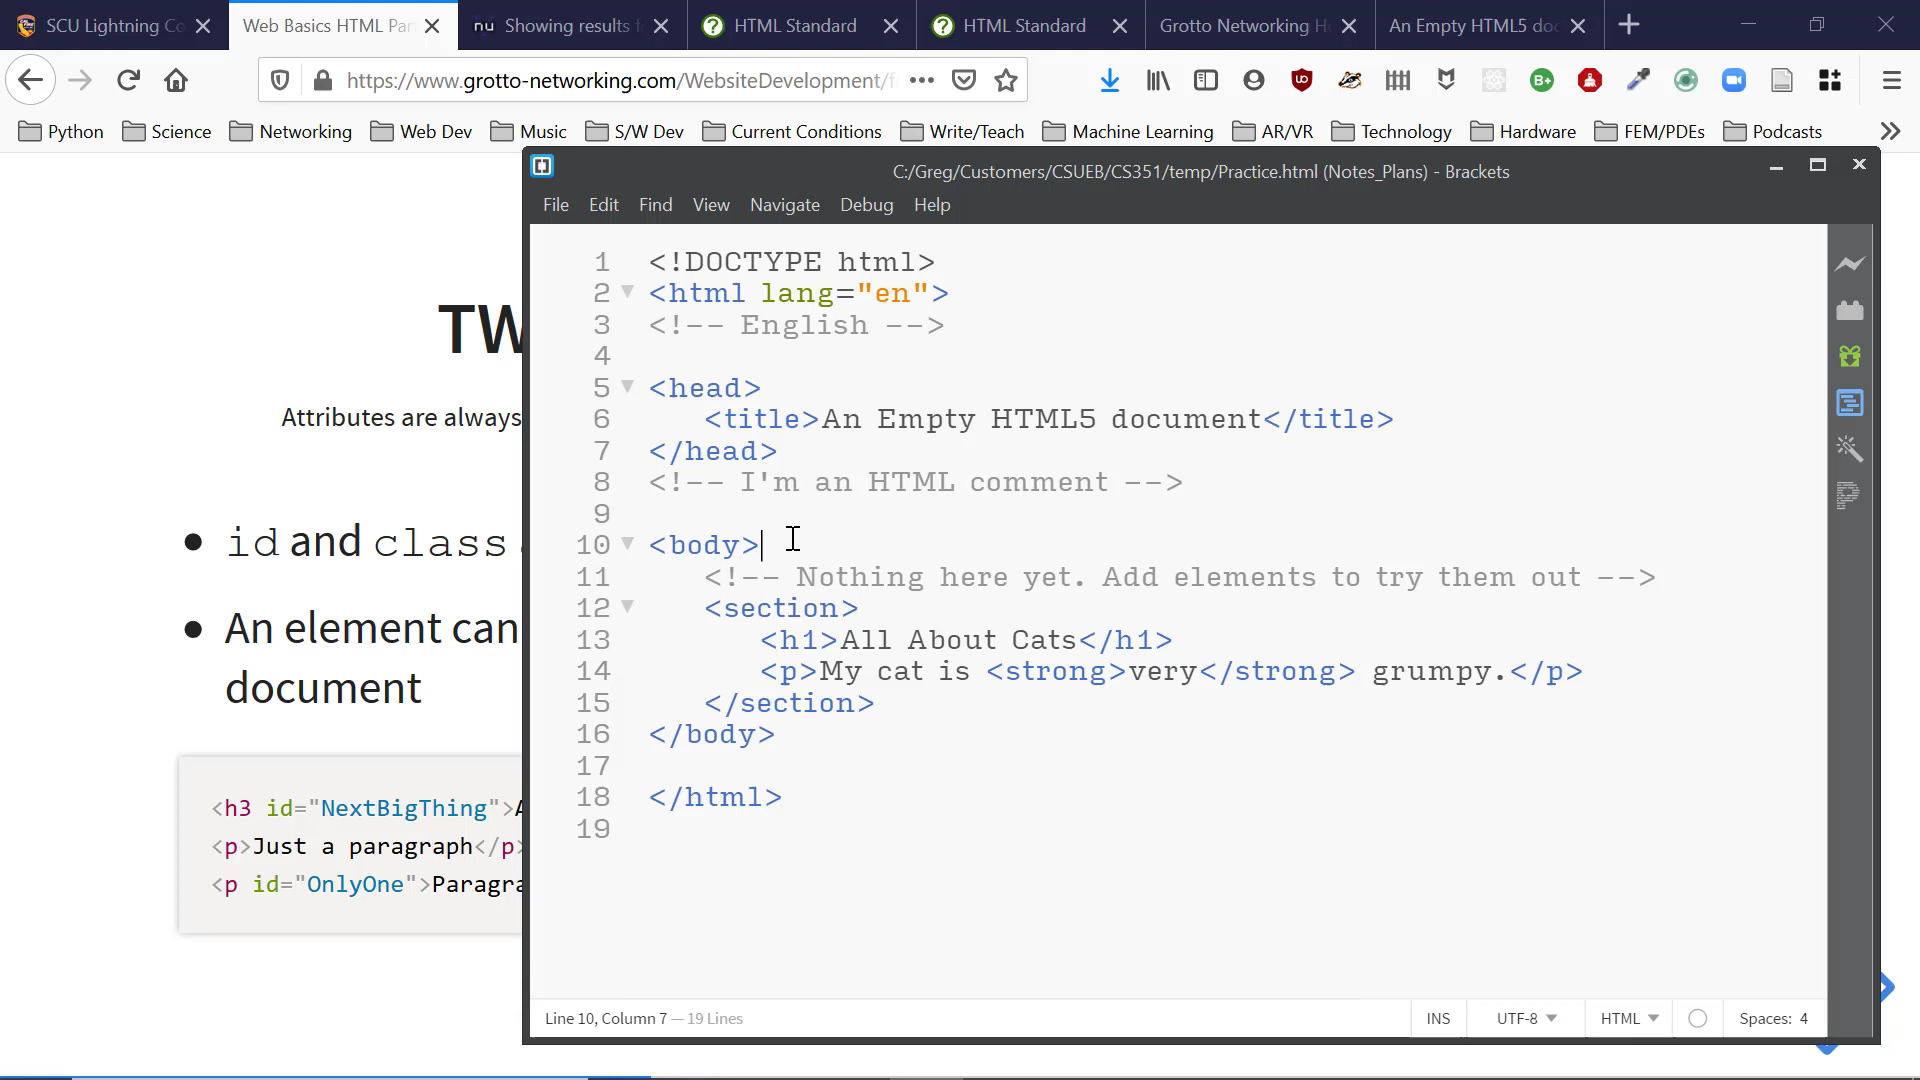 SCU Lightning Co
Web Basics HTML Par
nu Showing results f
HTML Standard
HTML Standard
Grotto Networking H
An Empty HTML5 do
https://www.grotto-networking.com/WebsiteDevelopment/f
Python Science Networking Web Dev Music S/W Dev Current Conditions Write/Teach Machine Learning AR/VR Technology Hardware FEM/PDEs Podcasts
C:/Greg/Customers/CSUEB/CS351/temp/Practice.html (Notes_Plans) - Brackets
File Edit Find View Navigate Debug Help
TW
Attributes are always
id and class
An element can
document
<h3 id="NextBigThing">A
<p>Just a paragraph</p>
<p id="OnlyOne">Paragra
1 <!DOCTYPE html>
2 <html lang="en">
3 <!-- English -->
4
5 <head>
6 <title>An Empty HTML5 document</title>
7 </head>
8 <!-- I'm an HTML comment -->
9
10 <body>
11 <!-- Nothing here yet. Add elements to try them out -->
12 <section>
13 <h1>All About Cats</h1>
14 <p>My cat is <strong>very</strong> grumpy.</p>
15 </section>
16 </body>
17
18 </html>
19
Line 10, Column 7 — 19 Lines
INS UTF-8 HTML Spaces: 4